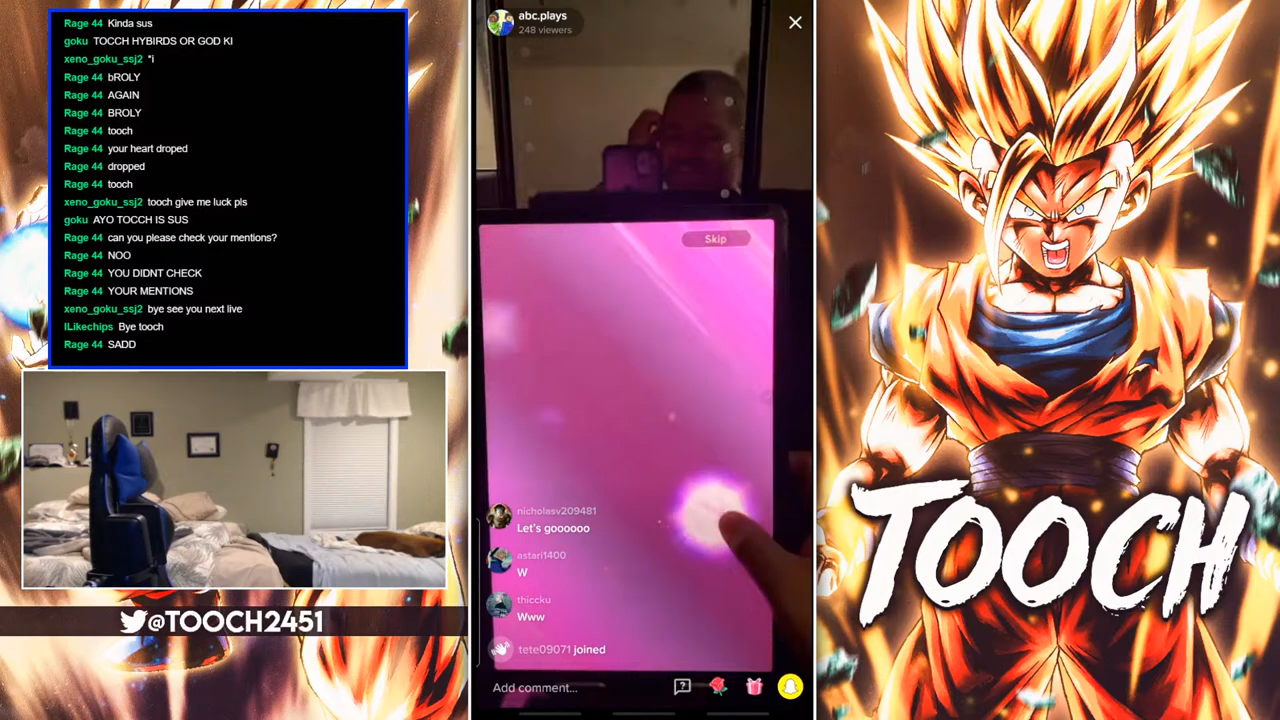 Rage 44 Kinda sus
goku TOCCH HYBIRDS OR GOD KI
xeno_goku_ssj2 *i
Rage 44 bROLY
Rage 44 AGAIN
Rage 44 BROLY
Rage 44 tooch
Rage 44 your heart droped
Rage 44 dropped
Rage 44 tooch
xeno_goku_ssj2 tooch give me luck pls
goku AYO TOCCH IS SUS
Rage 44 can you please check your mentions?
Rage 44 NOO
Rage 44 YOU DIDNT CHECK
Rage 44 YOUR MENTIONS
xeno_goku_ssj2 bye see you next live
ILikechips Bye tooch
Rage 44 SADD
@TOOCH2451
abc.plays
248 viewers
Skip
nicholasv209481
Let's goooooo
astari1400
W
thiccku
Www
tete09071 joined
Add comment...
TOOCH